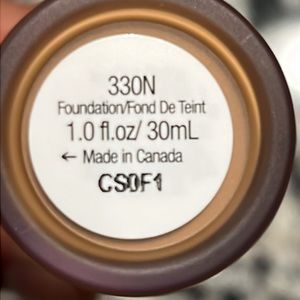 330N
Foundation/Fond De Teint
1.0 fl.oz/ 30mL
← Made in Canada
CS0F1